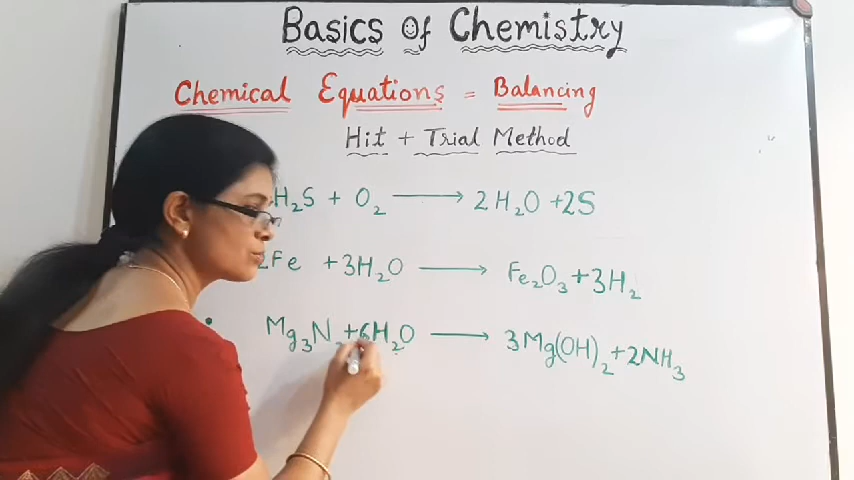 Basics of Chemistry
Chemical Equations = Balancing
Hit + Trial Method
H₂S + O₂ ⟶ 2H₂O + 2S
2Fe + 3H₂O ⟶ Fe₂O₃ + 3H₂
Mg₃N₂ + 6H₂O ⟶ 3Mg(OH)₂ + 2NH₃